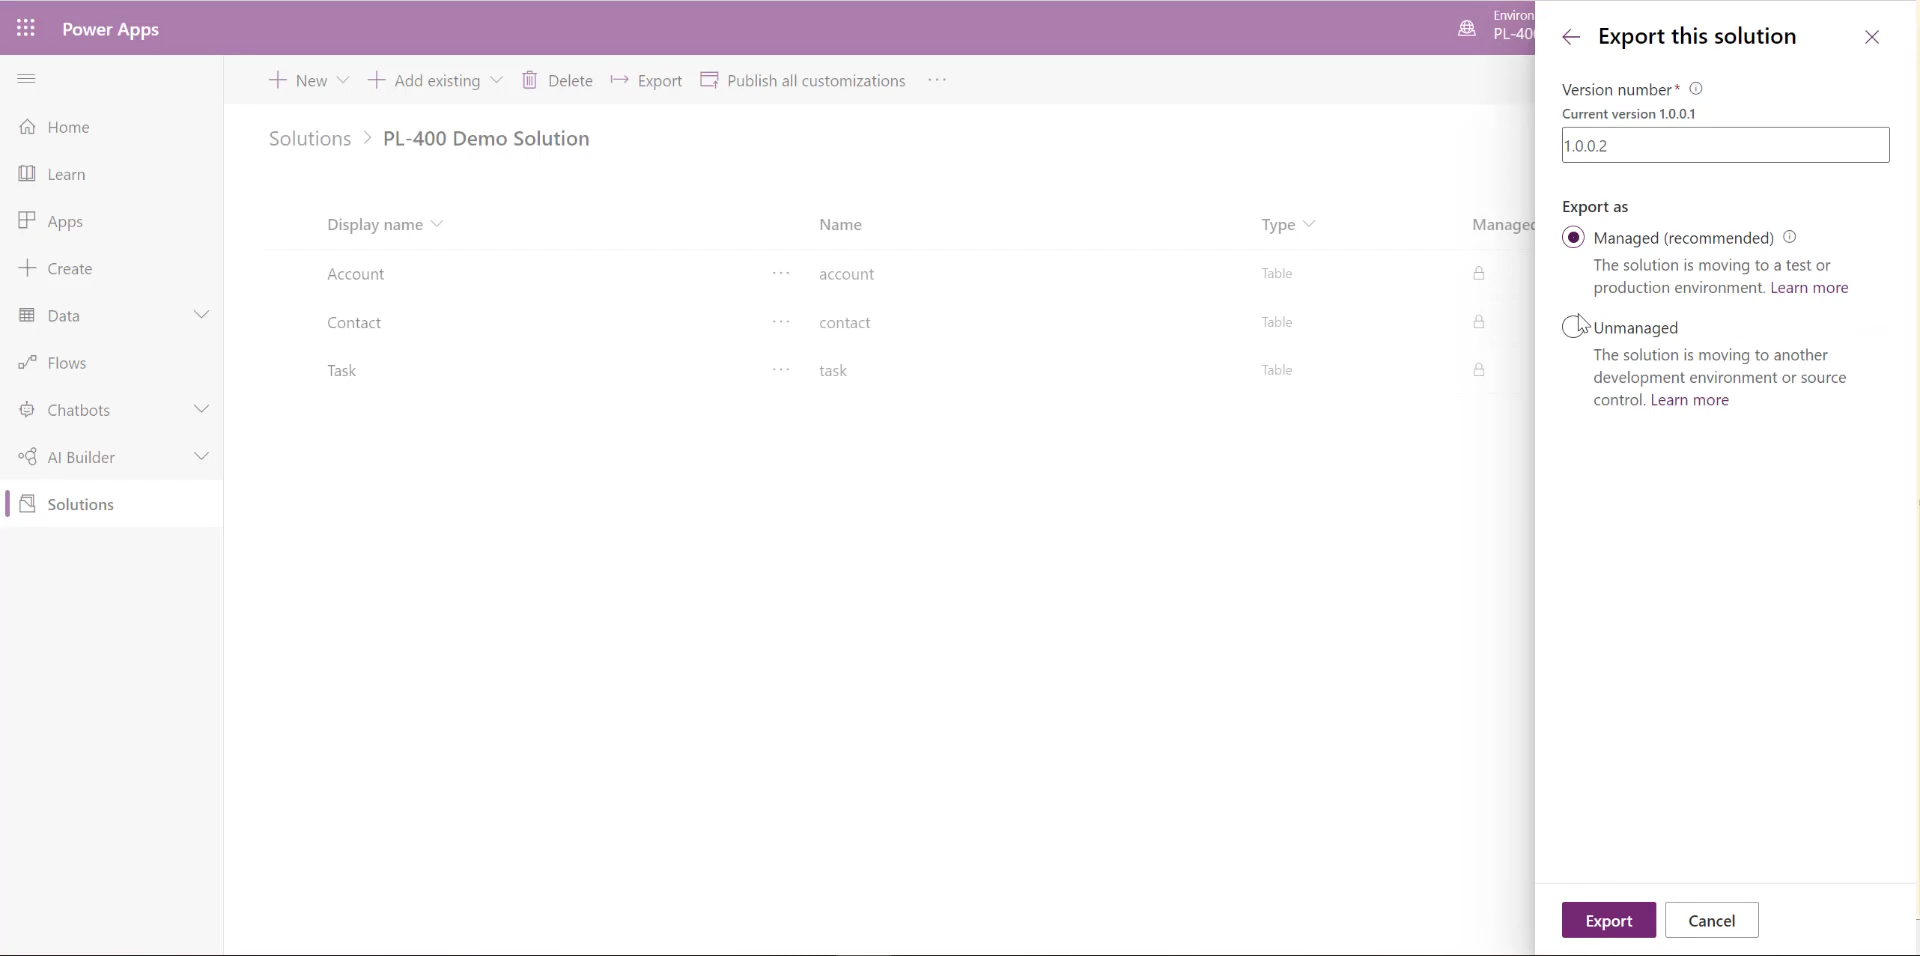 Power Apps
Environ
PL-400
Home
Learn
Apps
Create
Data
Flows
Chatbots
AI Builder
Solutions
New
Add existing
Delete
Export
Publish all customizations
Solutions > PL-400 Demo Solution
Display name
Name
Type
Managed
Account
account
Table
Contact
contact
Table
Task
task
Table
Export this solution
Version number*
Current version 1.0.0.1
1.0.0.2
Export as
Managed (recommended)
The solution is moving to a test or
production environment. Learn more
Unmanaged
The solution is moving to another
development environment or source
control. Learn more
Export
Cancel